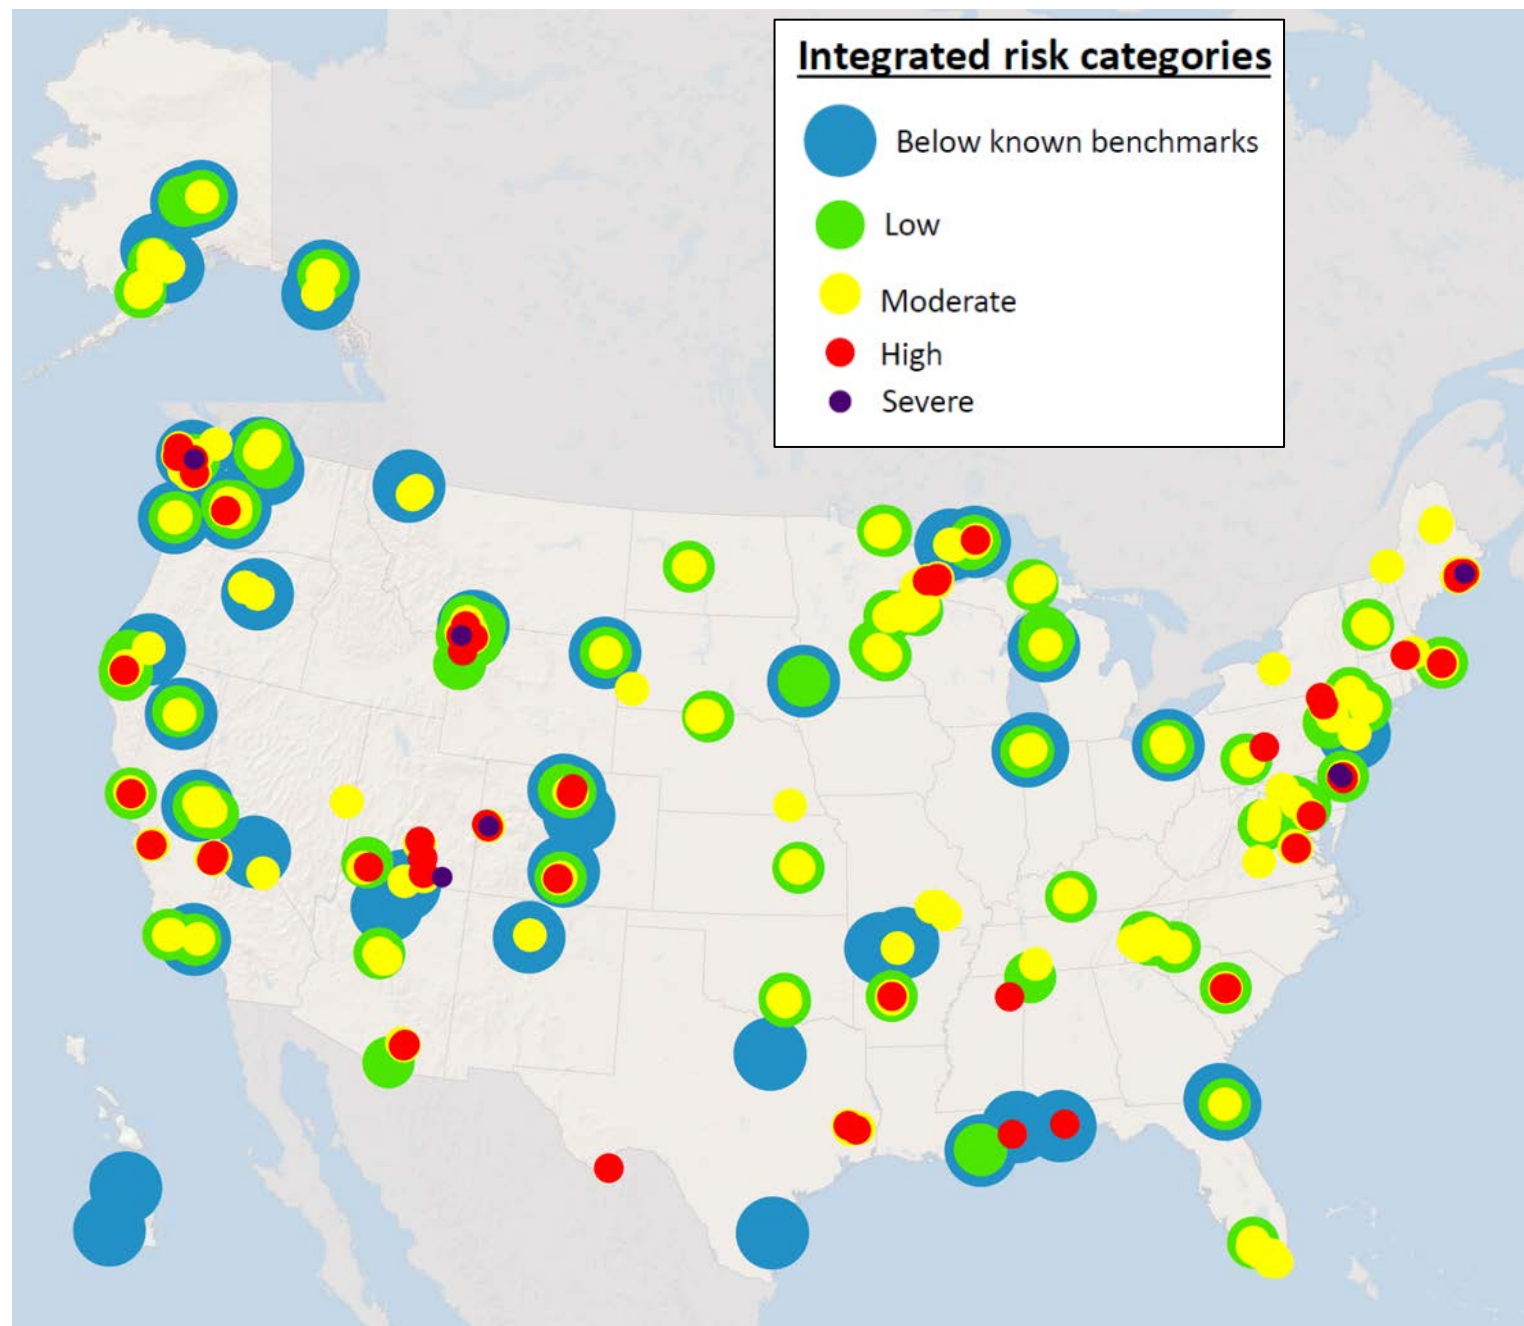 Integrated risk categories
Below known benchmarks
Low
Moderate
High
Severe